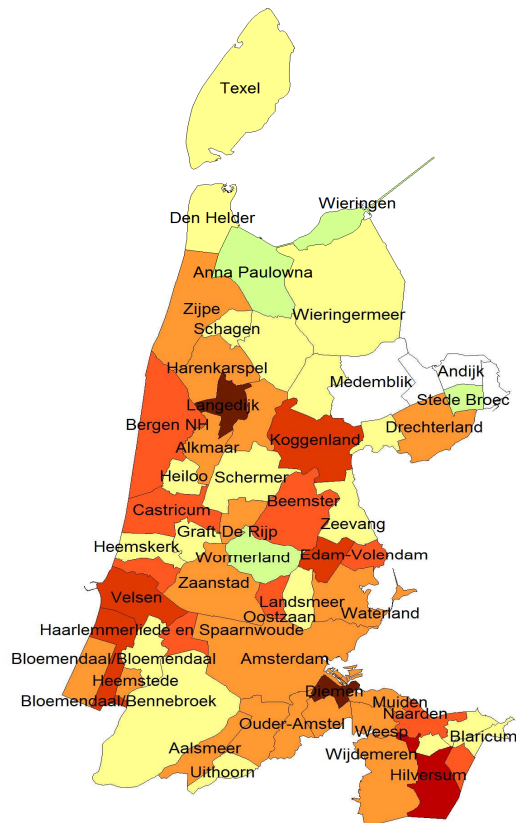 Texel
Wieringen
Den Helder
Anna Paulowna
Zijpe
Wieringermeer
Schagen
Harenkarspel
Medemblik
Andijk
Langedijk
Stede Broec
Bergen NH
Drechterland
Koggenland
Alkmaar
Heiloo
Schermer
Beemster
Castricum
Zeevang
Graft-De Rijp
Heemskerk
Wormerland
Edam-Volendam
Zaanstad
Velsen
Landsmeer
Waterland
Oostzaan
Haarlemmerliede en Spaarnwoude
Bloemendaal/Bloemendaal
Amsterdam
Heemstede
Diemen
Bloemendaal/Bennebroek
Muiden
Naarden
Ouder-Amstel
Weesp
Blaricum
Aalsmeer
Wijdemeren
Uithoorn
Hilversum